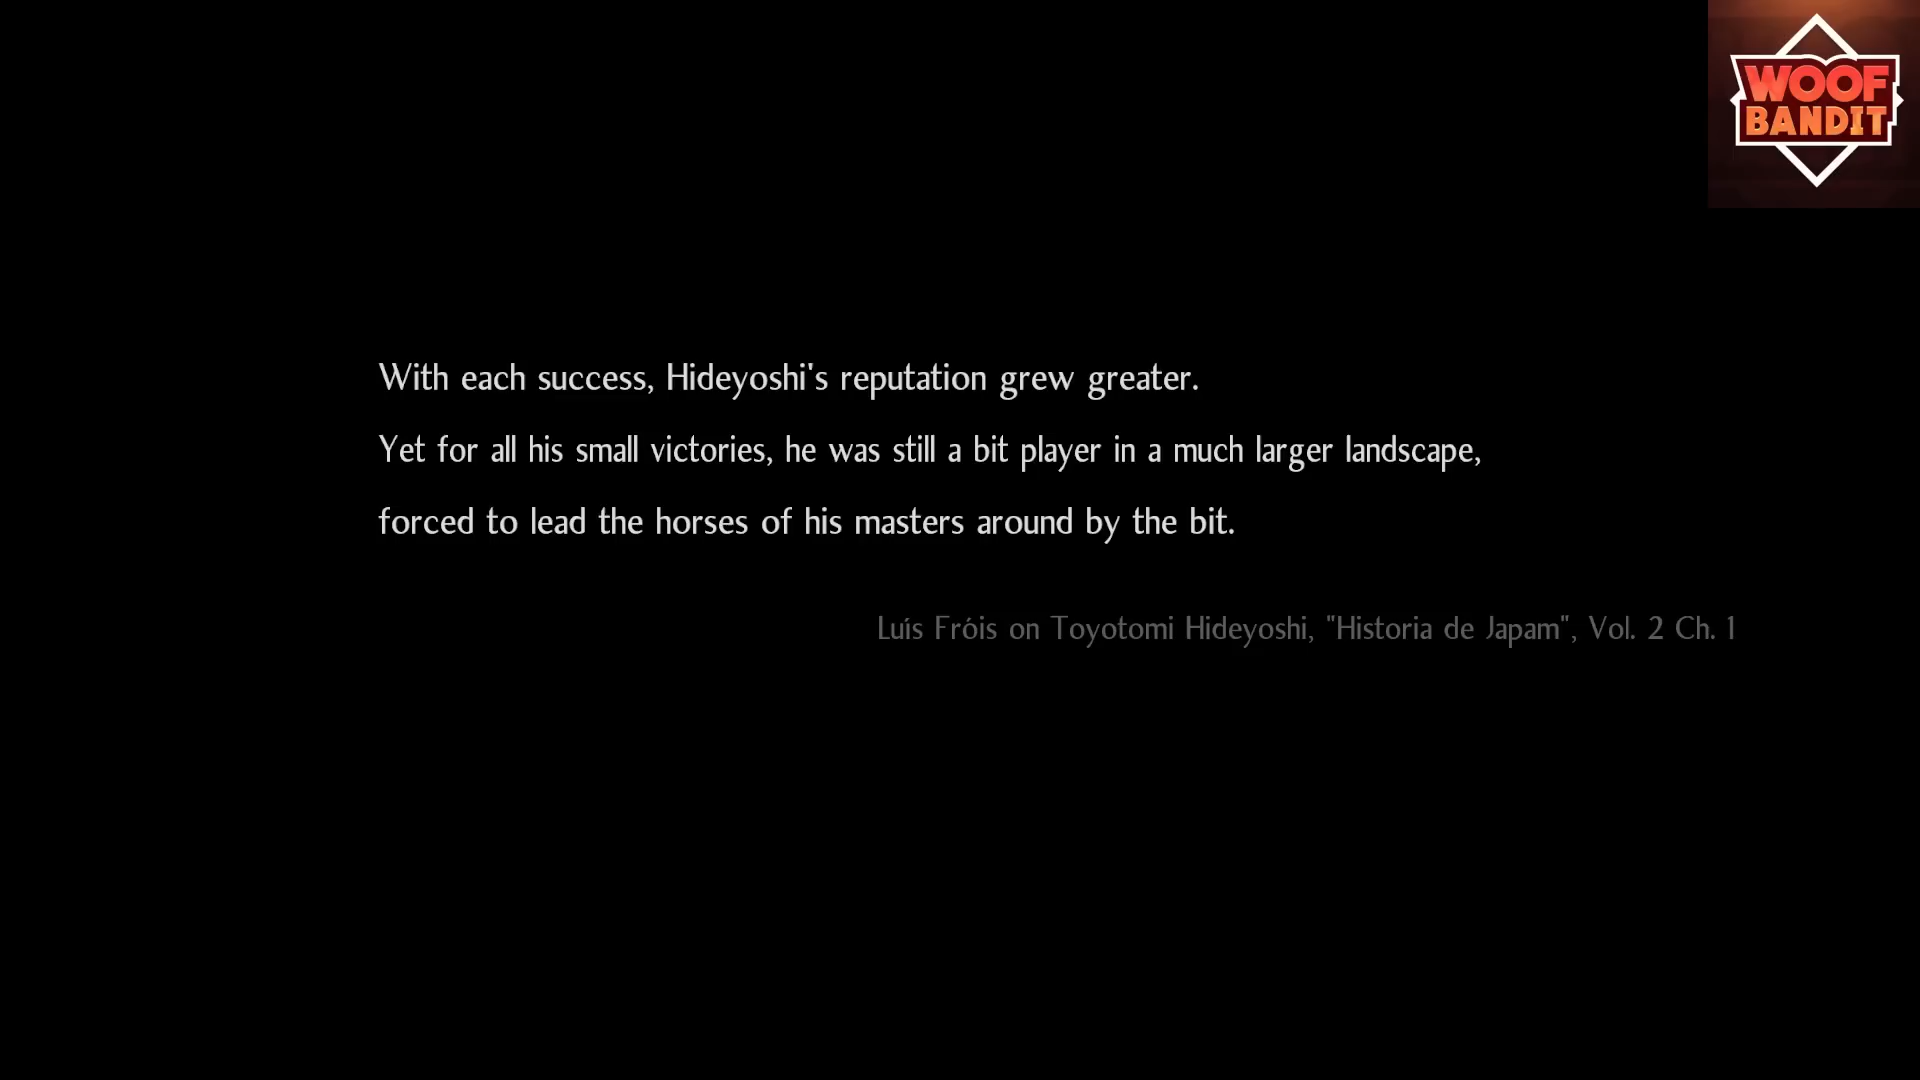 WOOF
BANDIT
With each success, Hideyoshi's reputation grew greater.
Yet for all his small victories, he was still a bit player in a much larger landscape,
forced to lead the horses of his masters around by the bit.
Luís Fróis on Toyotomi Hideyoshi, "Historia de Japam", Vol. 2 Ch. 1